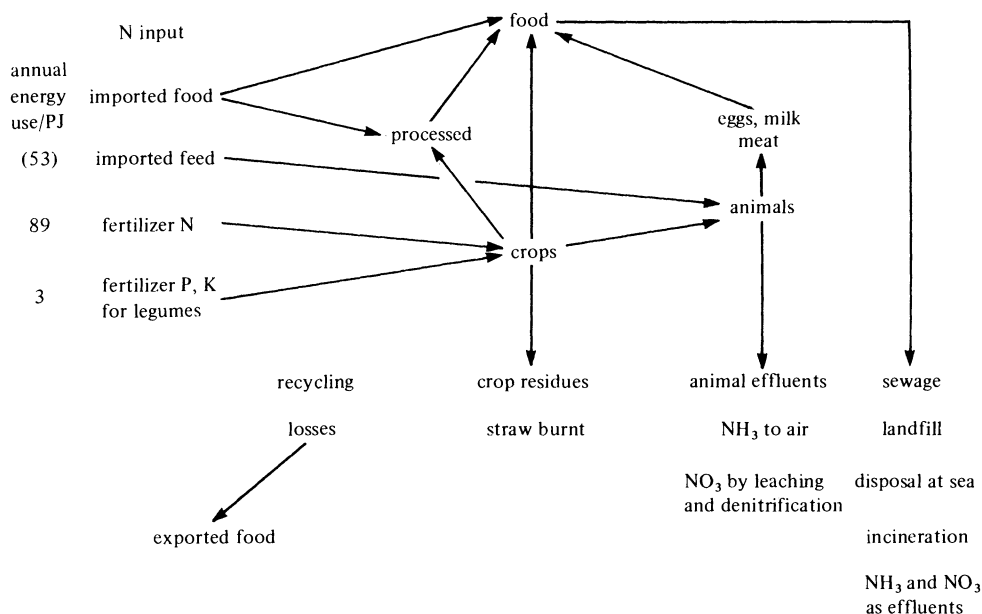 food
N input
annual
energy
use/PJ
imported food
eggs, milk
meat
processed
(53) imported feed
animals
89 fertilizer N
crops
3 fertilizer P, K
for legumes
recycling crop residues animal effluents sewage
losses straw burnt NH₃ to air landfill
NO₃ by leaching
and denitrification
disposal at sea
exported food
incineration
NH₃ and NO₃
as effluents